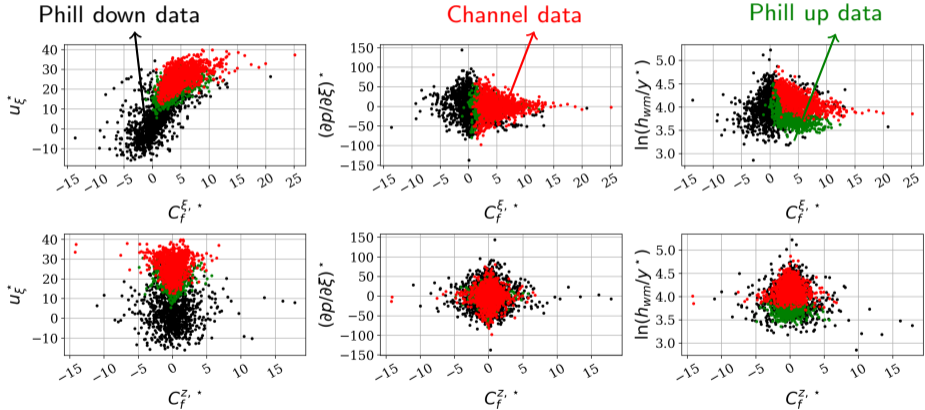 Phill down data Channel data Phill up data
40 30 20 10 0 −10
u*ξ
−15 −10 −5 0 5 10 15 20 25
C_f^{ξ, ⋆}
150 100 50 0 −50 −100 −150
(∂p/∂ξ)*
−15 −10 −5 0 5 10 15 20 25
C_f^{ξ, ⋆}
5.0 4.5 4.0 3.5 3.0
ln(h_{wm}/y*)
−15 −10 −5 0 5 10 15 20 25
C_f^{ξ, ⋆}
40 30 20 10 0 −10
u*ξ
−15 −10 −5 0 5 10 15
C_f^{z, ⋆}
150 100 50 0 −50 −100 −150
(∂p/∂ξ)*
−15 −10 −5 0 5 10 15
C_f^{z, ⋆}
5.0 4.5 4.0 3.5 3.0
ln(h_{wm}/y*)
−15 −10 −5 0 5 10 15
C_f^{z, ⋆}